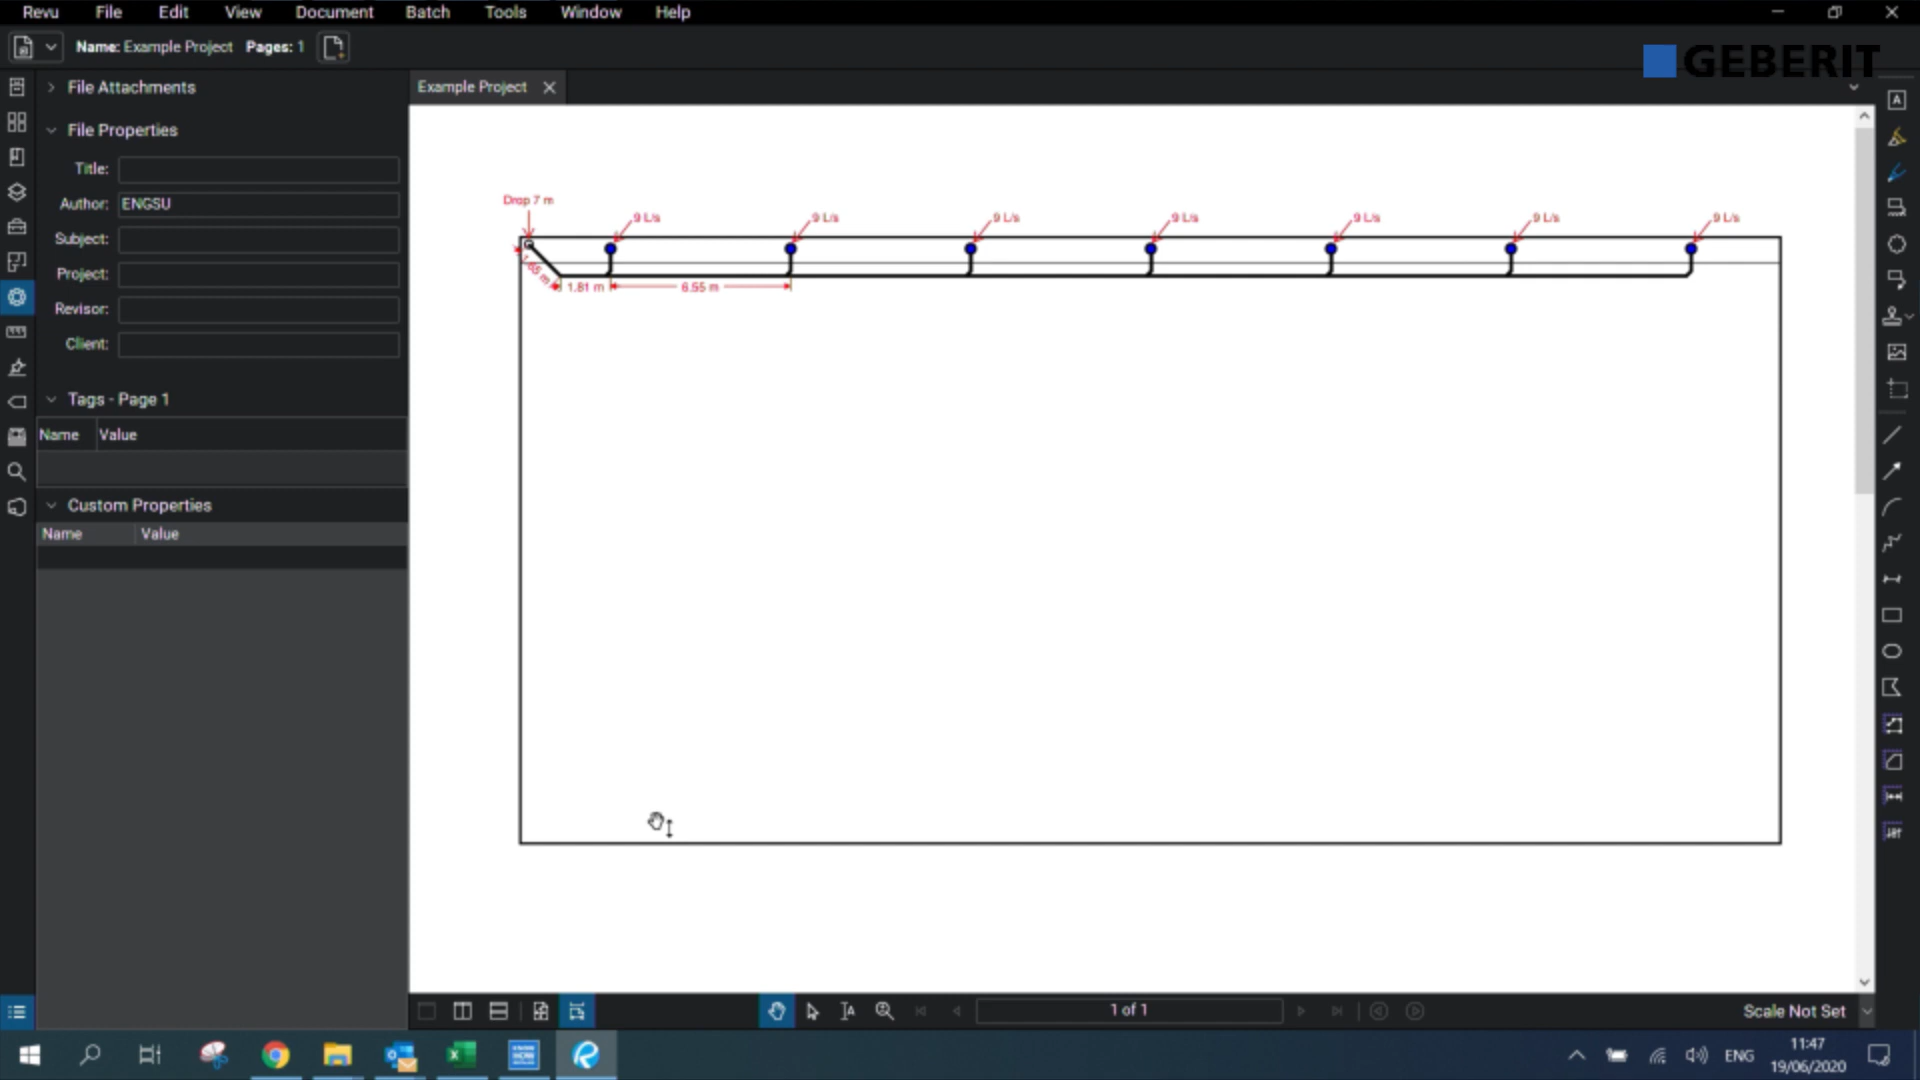 Revu File Edit View Document Batch Tools Window Help
Name: Example Project Pages: 1
GEBERIT
File Attachments
Example Project
File Properties
Title:
Author: ENGSU
Subject:
Project:
Revisor:
Client:
Tags - Page 1
Name Value
Custom Properties
Name Value
Drop 7 m
9 L/s 9 L/s 9 L/s 9 L/s 9 L/s 9 L/s 9 L/s
1.65 m
1.81 m 6.55 m
1 of 1
Scale Not Set
ENG
11:47
19/06/2020